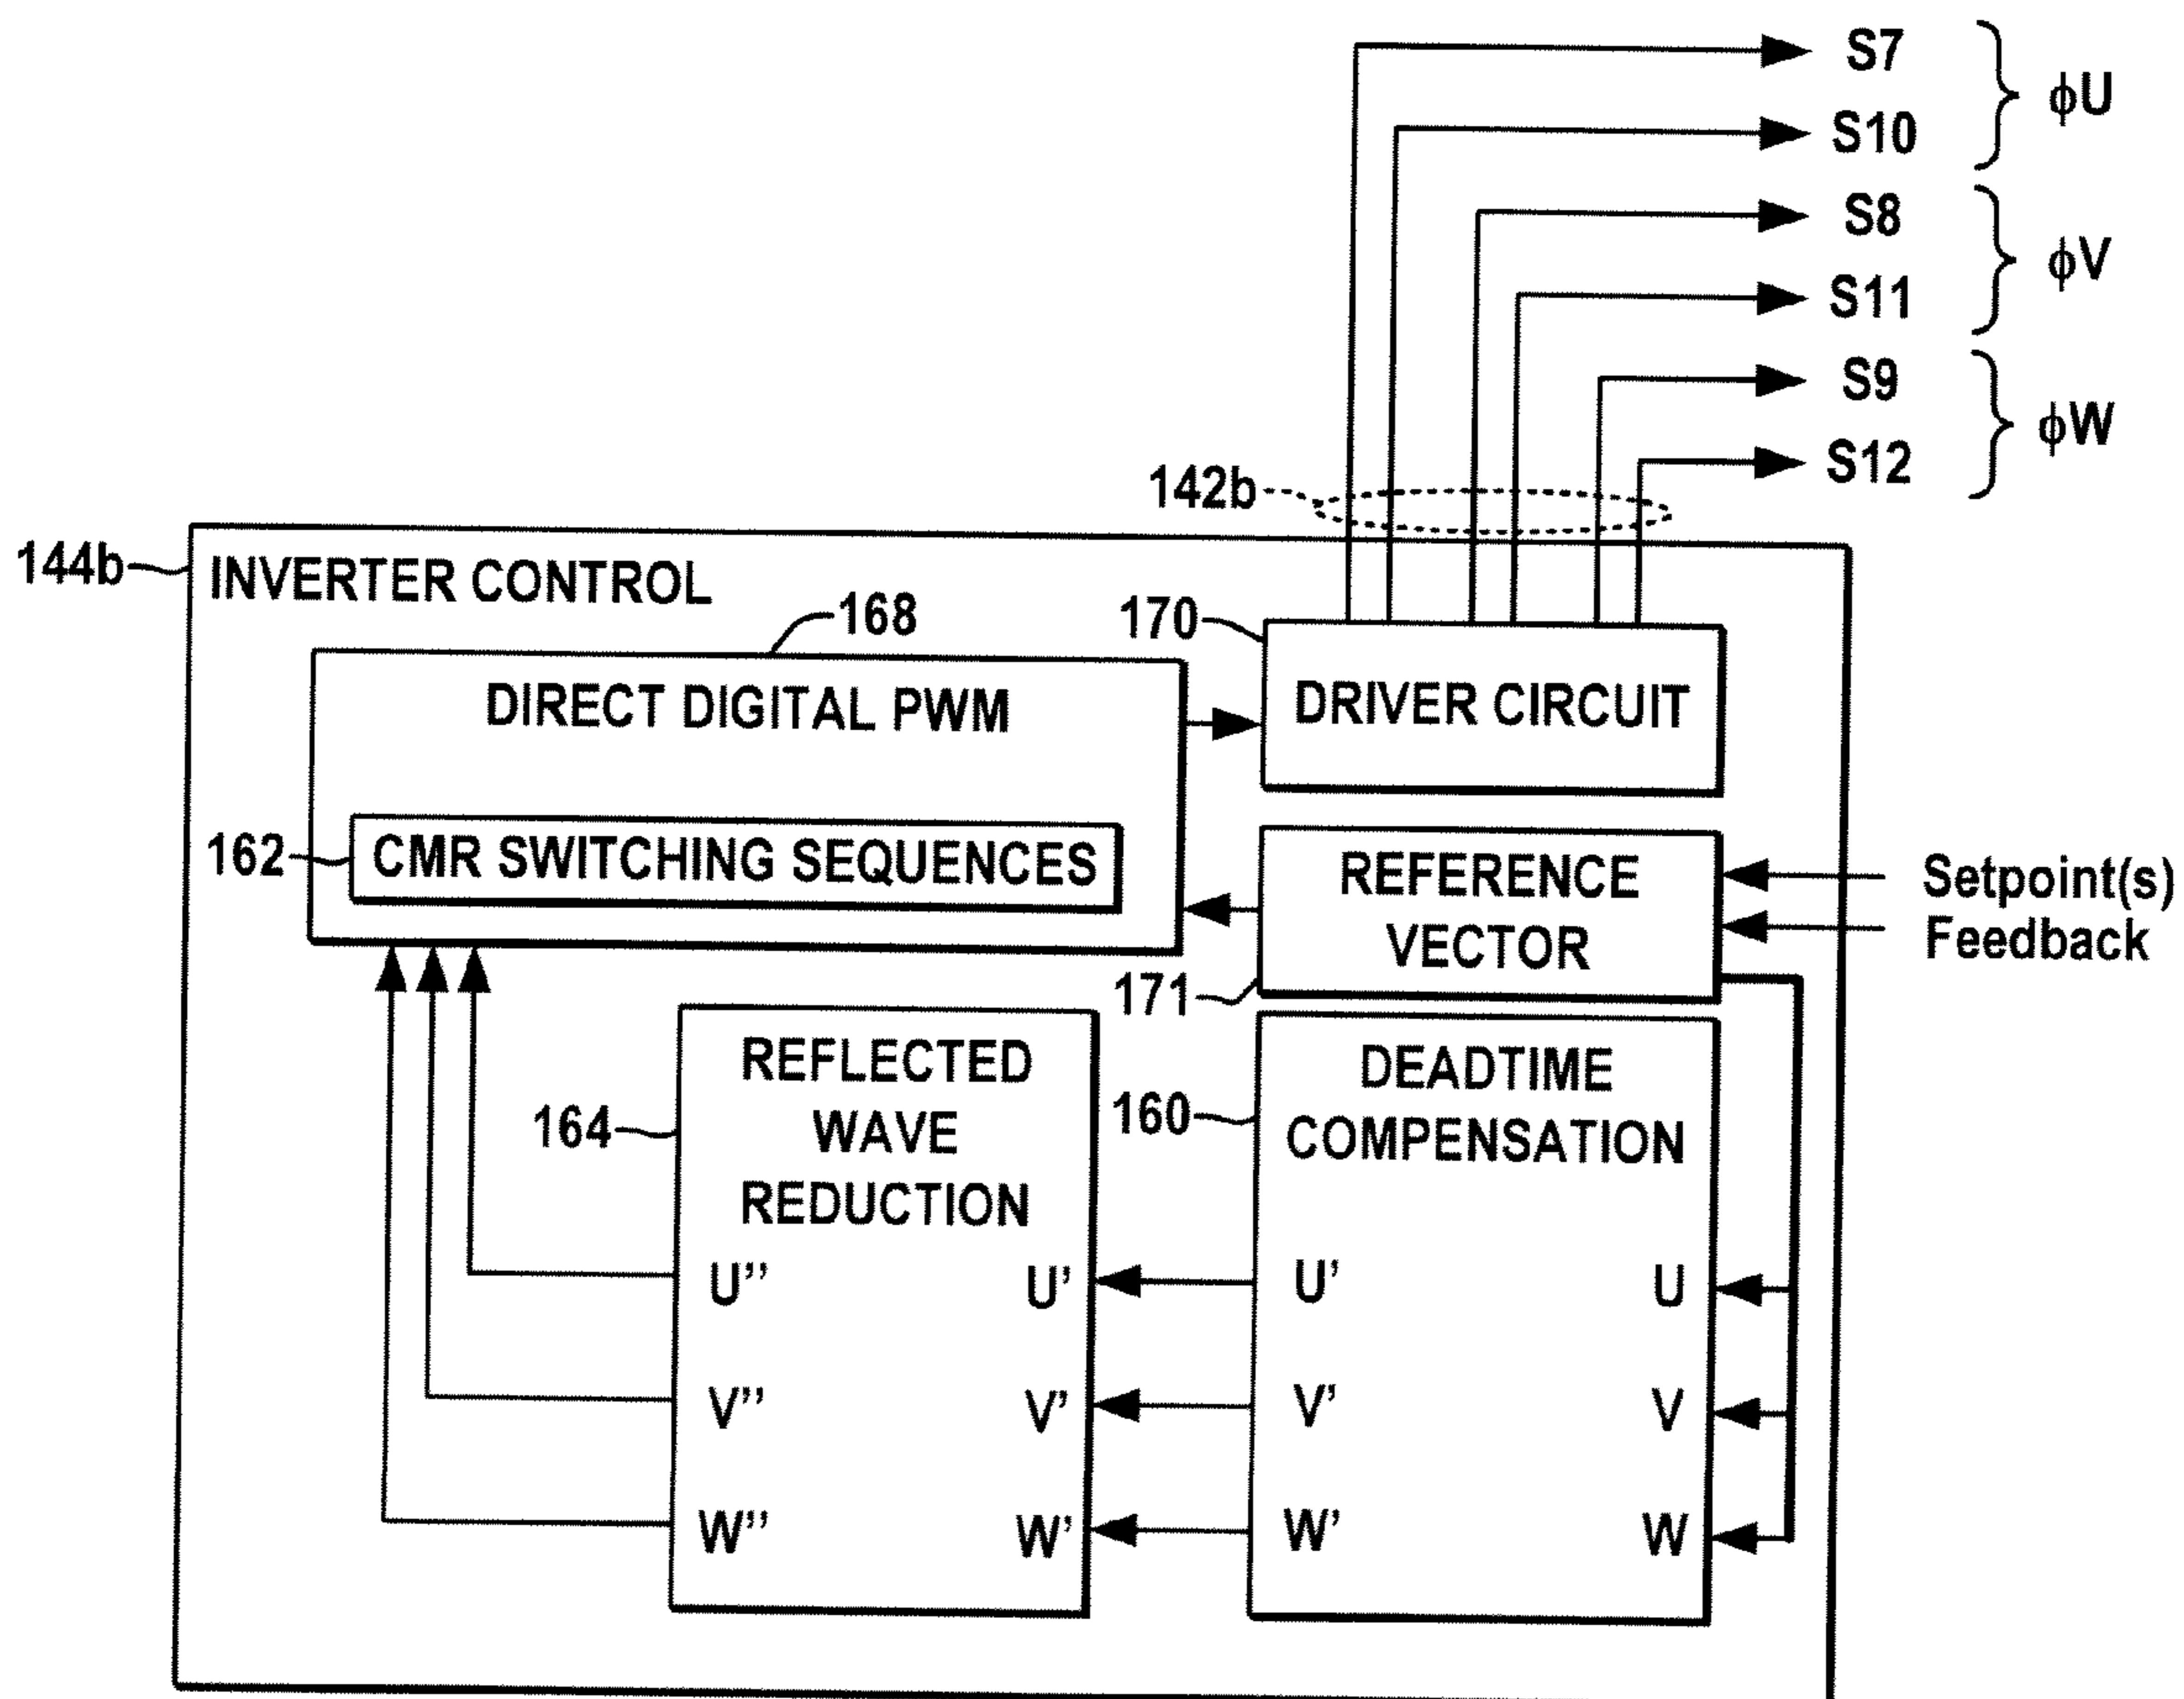 S7
S10
ϕU
S8
S11
ϕV
S9
S12
ϕW
142b
144b
INVERTER CONTROL
168
170
DIRECT DIGITAL PWM
DRIVER CIRCUIT
162
CMR SWITCHING SEQUENCES
REFERENCE
VECTOR
171
Setpoint(s)
Feedback
REFLECTED
WAVE
REDUCTION
164
DEADTIME
COMPENSATION
160
U’’ U’ U’ U
V’’ V’ V’ V
W’’ W’ W’ W